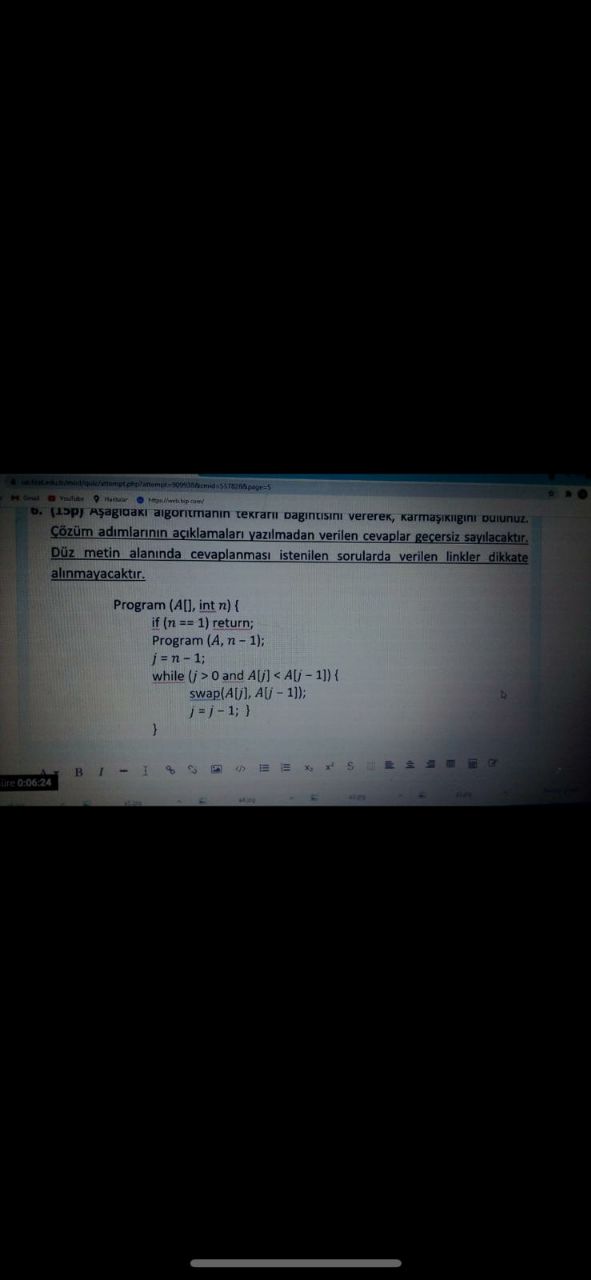 Gmail YouTube Haritalar https://web.bip.com/
6. (15p) Aşağıdaki algoritmanın tekrarlı bağıntısını vererek, karmaşıklığını bulunuz.
Çözüm adımlarının açıklamaları yazılmadan verilen cevaplar geçersiz sayılacaktır.
Düz metin alanında cevaplanması istenilen sorularda verilen linkler dikkate
alınmayacaktır.
Program (A[], int n) {
if (n == 1) return;
Program (A, n – 1);
j = n – 1;
while (j > 0 and A[j] < A[j – 1]) {
swap(A[j], A[j – 1]);
j = j – 1; }
}
B I
üre 0:06:24